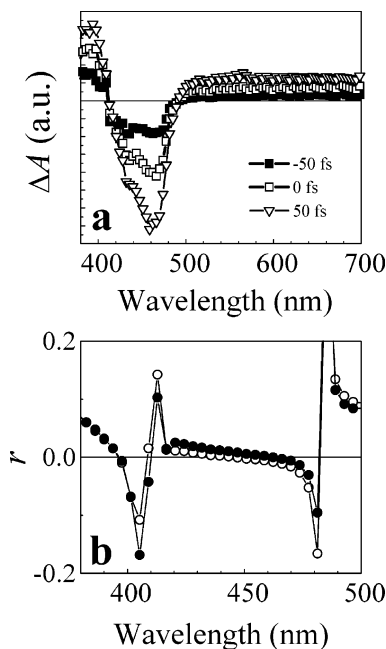 ΔA (a.u.)
-50 fs
0 fs
50 fs
a
400 500 600 700
Wavelength (nm)
0.2
r
0.0
b
-0.2
400 450 500
Wavelength (nm)